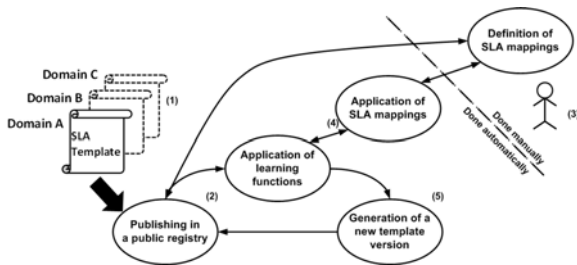 Definition of
SLA mappings
Domain C
Domain B
Domain A
(1)
SLA
Template
Application of
SLA mappings
(3)
(4)
Done manually
Done automatically
Application of
learning
functions
(2)
(5)
Publishing in
a public registry
Generation of a
new template
version